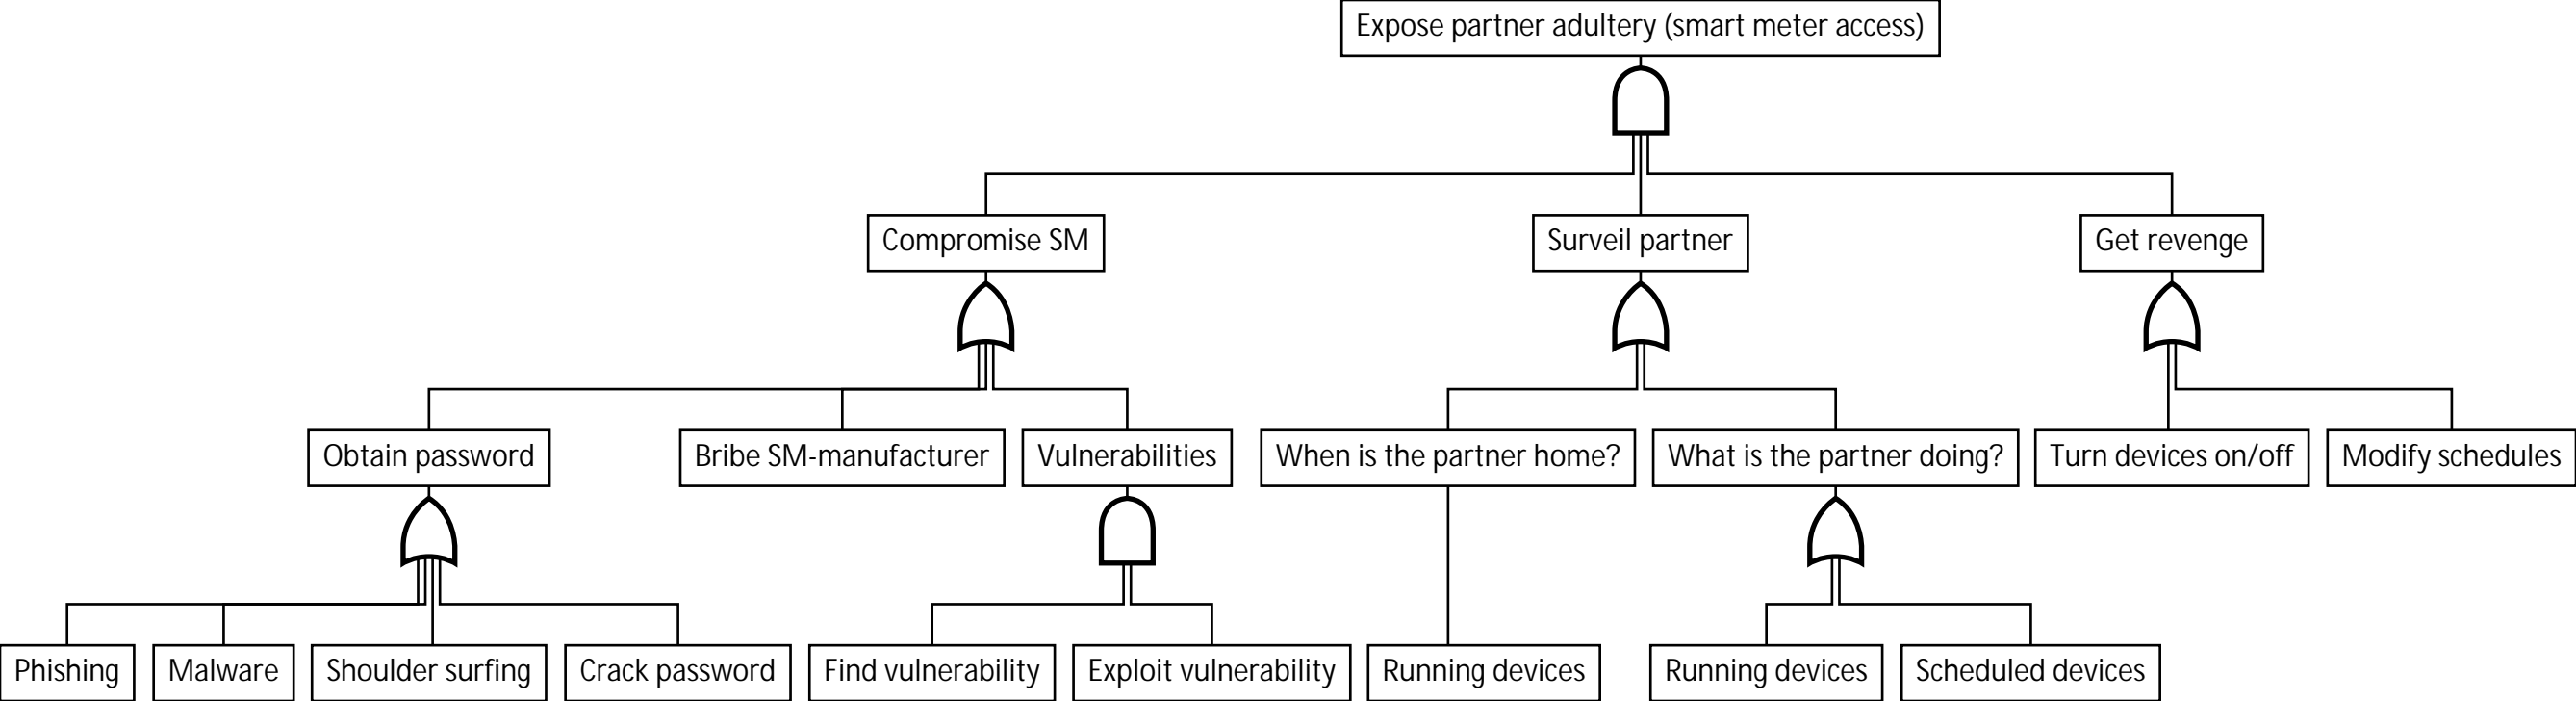 Expose partner adultery (smart meter access)
Compromise SM
Surveil partner
Get revenge
Obtain password
Bribe SM-manufacturer
Vulnerabilities
When is the partner home?
What is the partner doing?
Turn devices on/off
Modify schedules
Phishing
Malware
Shoulder surfing
Crack password
Find vulnerability
Exploit vulnerability
Running devices
Running devices
Scheduled devices